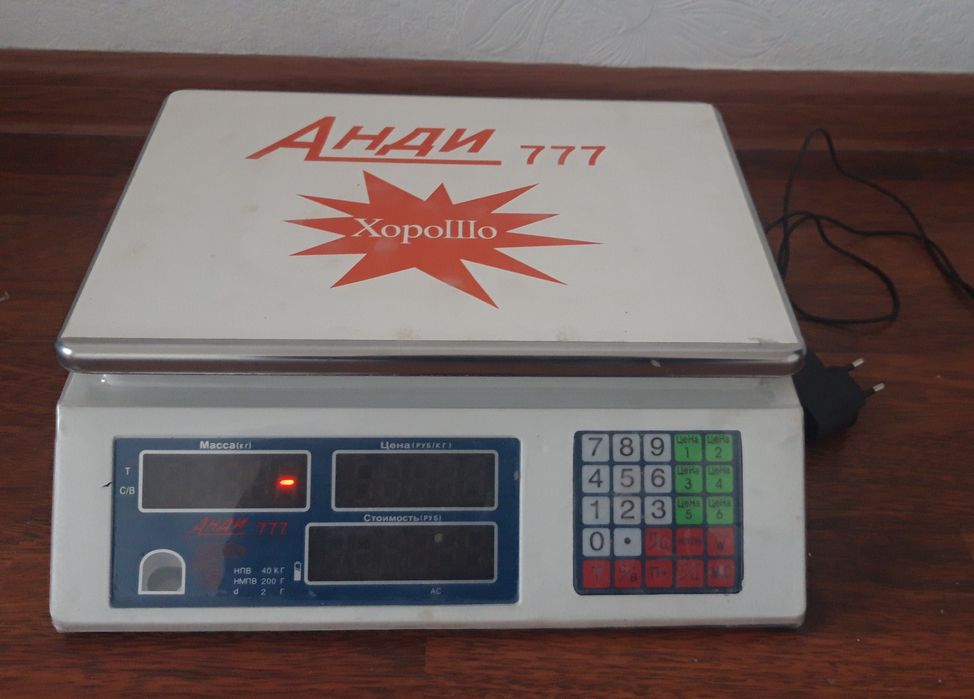 Анди 777
ХороШо
Масса(кг) Цена(РУБ/КГ)
Т
С/В
Стоимость(РУБ)
Анди 777
НПВ 40 КГ
НМПВ 200 Г
d 2 Г
АС
7 8 9 Цена 1 Цена 2
4 5 6 Цена 3 Цена 4
1 2 3 Цена 5 Цена 6
0 •
Т